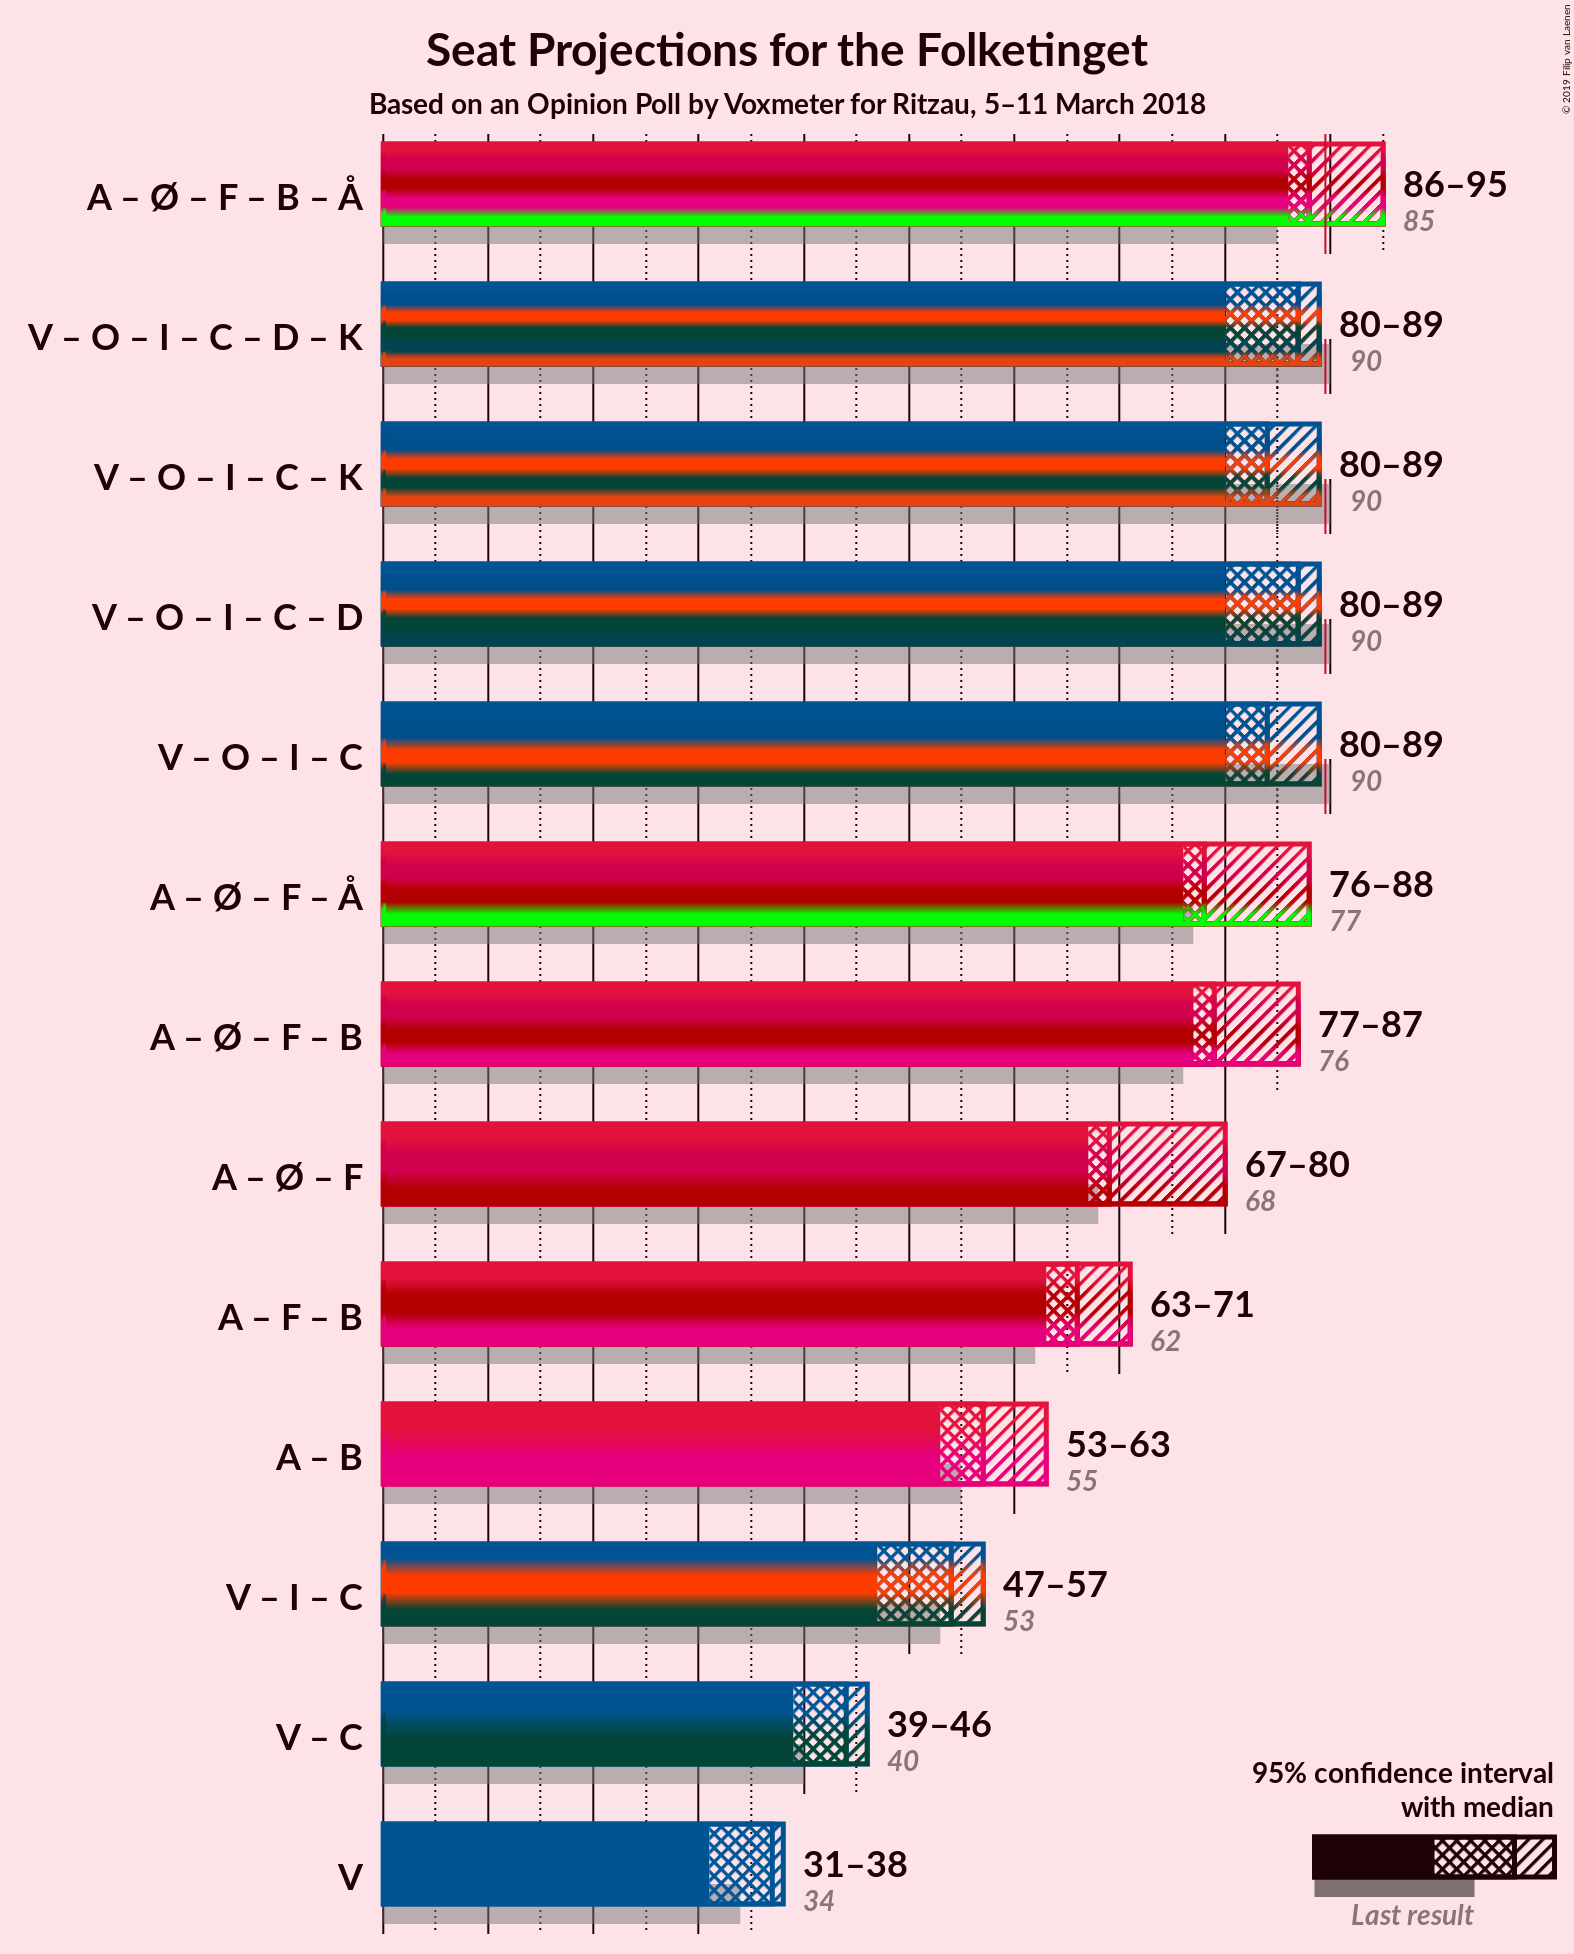 Seat Projections for the Folketinget
Based on an Opinion Poll by Voxmeter for Ritzau, 5–11 March 2018
© 2019 Filip van Laenen
A – Ø – F – B – Å
86–95
85
V – O – I – C – D – K
80–89
90
V – O – I – C – K
80–89
90
V – O – I – C – D
80–89
90
V – O – I – C
80–89
90
A – Ø – F – Å
76–88
77
A – Ø – F – B
77–87
76
A – Ø – F
67–80
68
A – F – B
63–71
62
A – B
53–63
55
V – I – C
47–57
53
V – C
39–46
40
V
31–38
34
95% confidence interval
with median
Last result